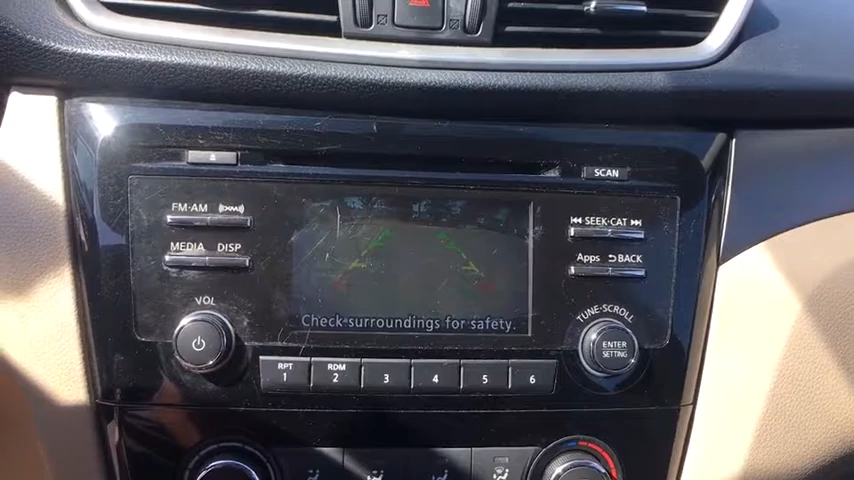 SCAN
FM·AM
SEEK·CAT
MEDIA DISP
Apps BACK
VOL
TUNE·SCROLL
Check surroundings for safety
ENTER
SETTING
RPT
1
RDM
2
3
4
5
6